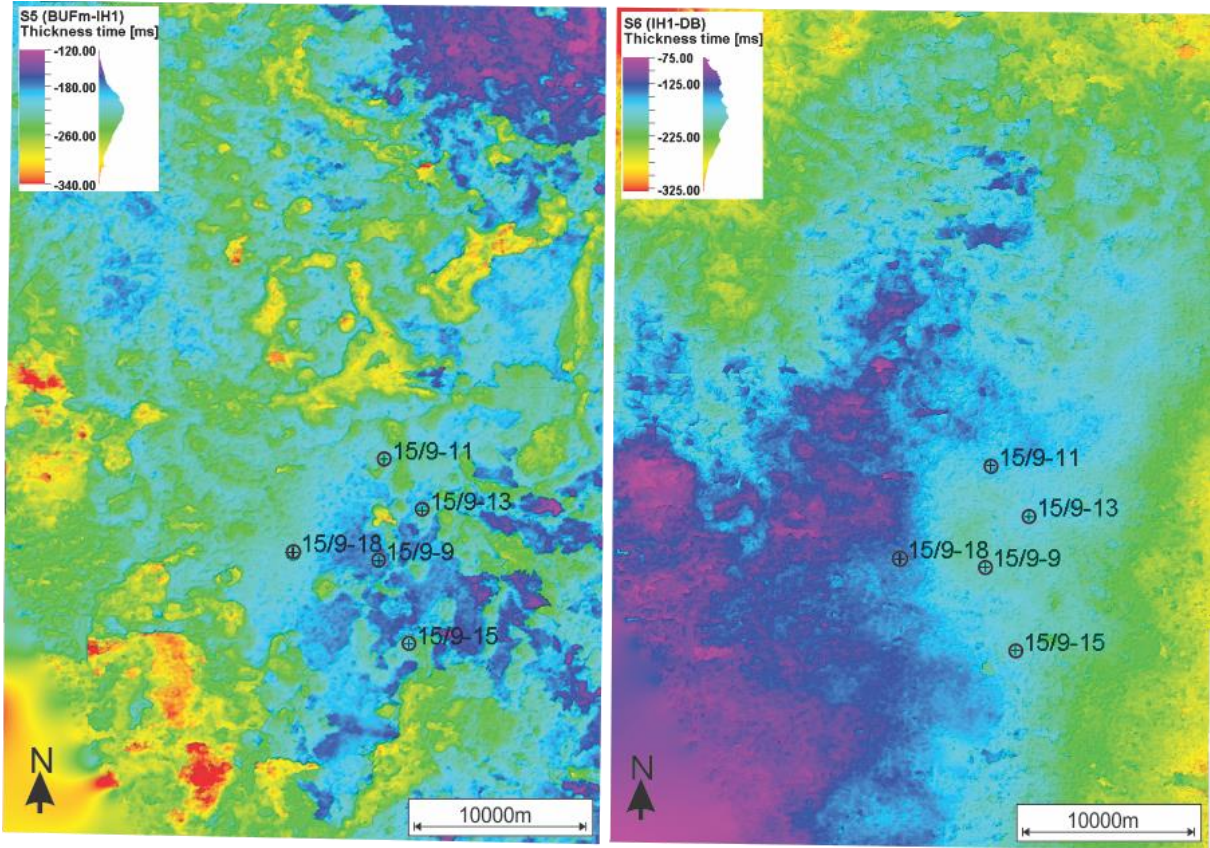 S5 (BUFm-IH1)
Thickness time [ms]
-120.00
-180.00
-260.00
-340.00
15/9-11
15/9-13
15/9-18
15/9-9
15/9-15
N
10000m
S6 (IH1-DB)
Thickness time [ms]
-75.00
-125.00
-225.00
-325.00
15/9-11
15/9-13
15/9-18
15/9-9
15/9-15
N
10000m